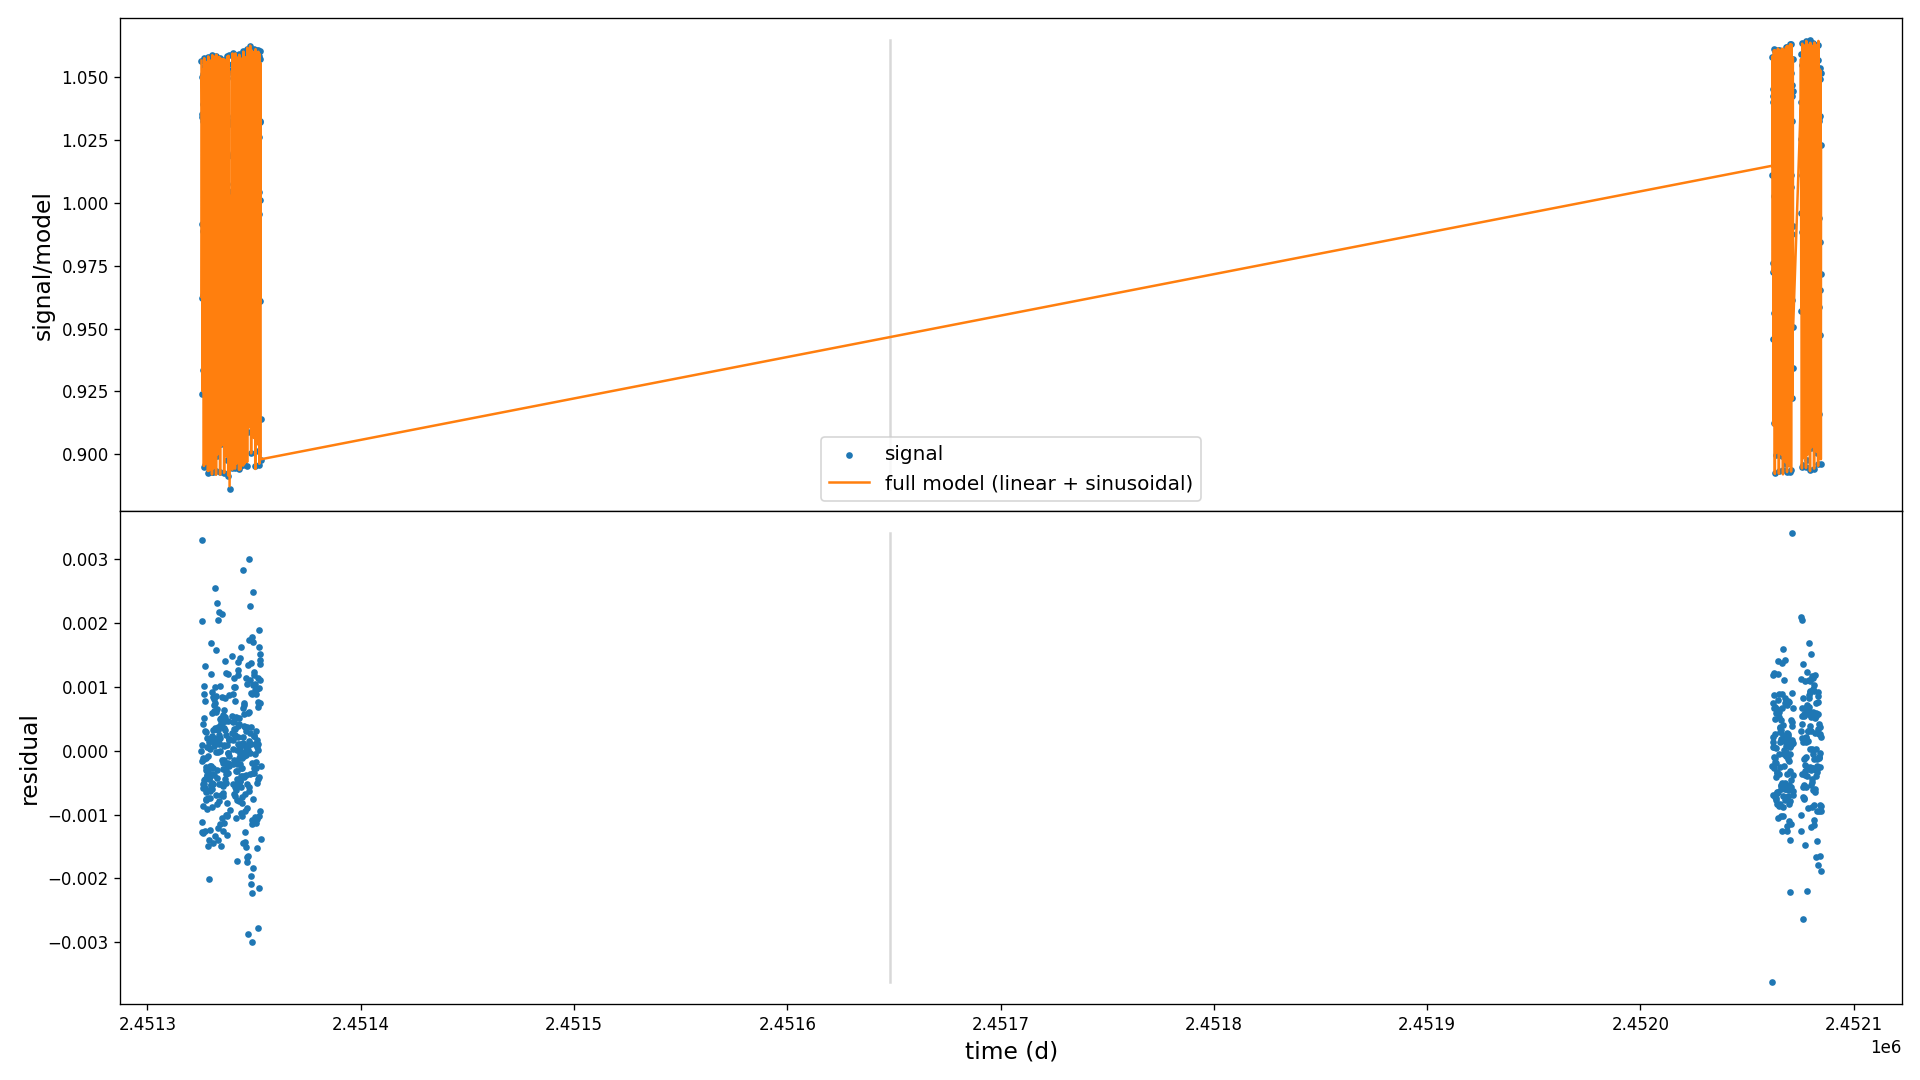 1.050
1.025
1.000
0.975
0.950
0.925
0.900
signal/model
signal
full model (linear + sinusoidal)
0.003
0.002
0.001
0.000
−0.001
−0.002
−0.003
residual
2.4513 2.4514 2.4515 2.4516 2.4517 2.4518 2.4519 2.4520 2.4521
1e6
time (d)